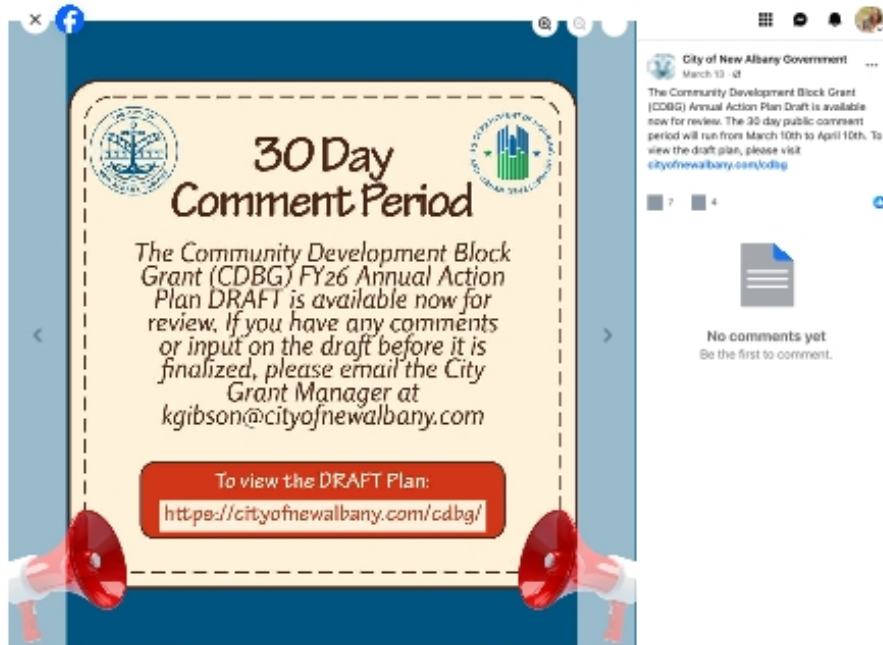 30 Day
Comment Period
The Community Development Block
Grant (CDBG) FY26 Annual Action
Plan DRAFT is available now for
review. If you have any comments
or input on the draft before it is
finalized, please email the City
Grant Manager at
kgibson@cityofnewalbany.com
To view the DRAFT Plan:
https://cityofnewalbany.com/cdbg/
City of New Albany Government
March 13
The Community Development Block Grant
(CDBG) Annual Action Plan Draft is available
now for review. The 30 day public comment
period will run from March 10th to April 10th. To
view the draft plan, please visit
cityofnewalbany.com/cdbg
7 4
No comments yet
Be the first to comment.